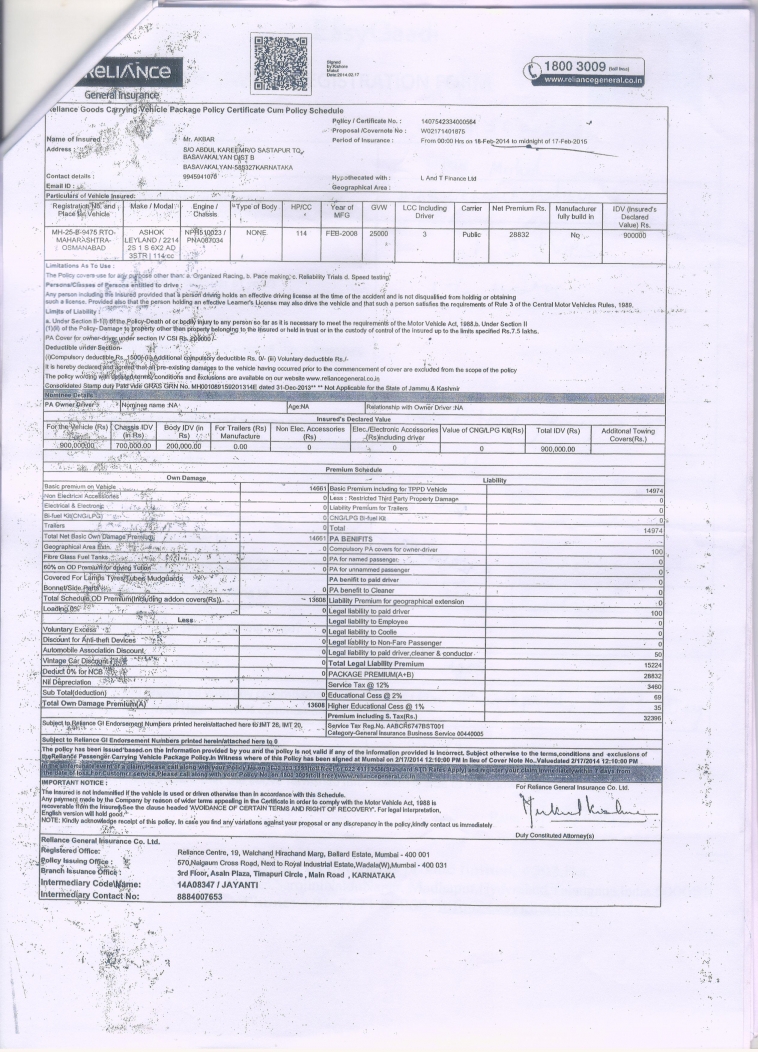 RELIANCE
General Insurance
Signed
by:Reliance
Date:2014.02.17
1800 3009 (toll free)
www.reliancegeneral.co.in
Reliance Goods Carrying Vehicle Package Policy Certificate Cum Policy Schedule
Policy / Certificate No. : 1407542334000564
Proposal /Covernote No : W02171401875
Name of Insured : Mr. AKBAR
Period of Insurance : From 00:00 Hrs on 18-Feb-2014 to midnight of 17-Feb-2015
Address : S/O ABDUL KAREEMR/O SASTAPUR TQ,
BASAVAKALYAN DIST B
BASAVAKALYAN-585327KARNATAKA
Contact details : 9945941076
Hypothecated with : L And T Finance Ltd
Email ID :
Geographical Area :
Particulars of Vehicle Insured:
Registration No. and Place for Vehicle | Make / Modal | Engine / Chassis | Type of Body | HP/CC | Year of MFG | GVW | LCC Including Driver | Carrier | Net Premium Rs. | Manufacturer fully build in | IDV (Insured's Declared Value) Rs.
MH-25-B-9475 RTO-MAHARASHTRA-OSMANABAD | ASHOK LEYLAND / 2214 2S 1 S 6X2 AD 3STR | 114 cc | / PNA087034 | NONE | 114 | FEB-2008 | 25000 | 3 | Public | 28832 | No | 900000
Limitations As To Use :
The Policy covers use for any purpose other than: a. Organized Racing, b. Pace making, c. Reliability Trials d. Speed testing
Persons/Classes of Persons entitled to drive :
Any person including the insured provided that a person driving holds an effective driving license at the time of the accident and is not disqualified from holding or obtaining
such a license. Provided also that the person holding an effective Learner's License may also drive the vehicle and that such a person satisfies the requirements of Rule 3 of the Central Motor Vehicles Rules, 1989.
Limits of Liability :
a. Under Section II-1(i) of the Policy-Death of or bodily injury to any person so far as it is necessary to meet the requirements of the Motor Vehicle Act, 1988.b. Under Section II
(1)(ii) of the Policy- Damage to property other than property belonging to the insured or held in trust or in the custody of control of the Insured up to the limits specified Rs.7.5 lakhs.
PA Cover for owner-driver under section IV CSI Rs. 200000
Deductible under Section-
(i)Compulsory deductible Rs. 1500/-(ii) Additional compulsory deductible Rs. 0/- (iii) Voluntary deductible Rs./-
It is hereby declared and agreed that all pre-existing damages to the vehicle having occurred prior to the commencement of cover are excluded from the scope of the policy
The policy wording with detailed terms/conditions and exclusions are available on our website www.reliancegeneral.co.in
Consolidated Stamp duty Paid vide GRAS GRN No. MH001089159201314E dated 31-Dec-2013** ** Not Applicable for the State of Jammu & Kashmir
Nominee Details
PA Owner Driver: | Nominee name :NA | Age:NA | Relationship with Owner Driver :NA
Insured's Declared Value
For the Vehicle (Rs) | Chassis IDV (in Rs) | Body IDV (in Rs) | For Trailers (Rs) Manufacture | Non Elec. Accessories (Rs) | Elec./Electronic Accessories (Rs)including driver | Value of CNG/LPG Kit(Rs) | Total IDV (Rs) | Additonal Towing Covers(Rs.)
900,000.00 | 700,000.00 | 200,000.00 | 0.00 | 0 | 0 | 0 | 900,000.00
Premium Schedule
Own Damage | Liability
Basic premium on Vehicle | 14661 | Basic Premium including for TPPD Vehicle | 14974
Non Electrical Accessories | 0 | Less : Restricted Third Party Property Damage | 0
Electrical & Electronic | 0 | Liability Premium for Trailers | 0
Bi-fuel Kit(CNG/LPG) | 0 | CNG/LPG Bi-fuel Kit | 0
Trailers | 0 | Total | 14974
Total Net Basic Own Damage Premium | 14661 | PA BENIFITS
Geographical Area Extn. | 0 | Compulsory PA covers for owner-driver | 100
Fibre Glass Fuel Tanks | 0 | PA for named passenger | 0
60% on OD Premium for driving Tution | 0 | PA for unnammed passenger | 0
Covered For Lamps Tyres/Tubes Mudguards | PA benefit to paid driver | 0
Bonnet/Side Parts | 0 | PA benefit to Cleaner | 0
Total Schedule OD Premium(Including addon covers(Rs)). | 13608 | Liability Premium for geographical extension | 0
Loading 0% | 0 | Legal liability to paid driver | 100
Less | Legal liability to Employee | 0
Voluntary Excess | 0 | Legal liability to Coolie | 0
Discount for Anti-theft Devices | 0 | Legal liability to Non-Fare Passenger | 0
Automobile Association Discount. | 0 | Legal liability to paid driver,cleaner & conductor | 50
Vintage Car Discount | 0 | Total Legal Liability Premium | 15224
Deduct 0% for NCB | 0 | PACKAGE PREMIUM(A+B) | 28832
Nil Depreciation | Service Tax @ 12% | 3460
Sub Total(deduction) | 0 | Educational Cess @ 2% | 69
Total Own Damage Premium(A) | 13608 | Higher Educational Cess @ 1% | 35
Premium including S. Tax(Rs.) | 32396
Subject to Reliance GI Endorsement Numbers printed herein/attached here to IMT 26, IMT 20,
Service Tax Reg.No. AABCR6747BST001
Category-General Insurance Business Service 00440005
Subject to Reliance GI Endorsement Numbers printed herein/attached here to 0
The policy has been issued based on the information provided by you and the policy is not valid if any of the information provided is incorrect. Subject otherwise to the terms,conditions and exclusions of
the Reliance Passenger Carrying Vehicle Package Policy.In Witness where of this Policy has been signed at Mumbai on 2/17/2014 12:10:00 PM In lieu of Cover Note No..Valuedated 2/17/2014 12:10:00 PM
IMPORTANT NOTICE :
For Reliance General Insurance Co. Ltd.
The Insured is not indemnified if the vehicle is used or driven otherwise than in accordance with this Schedule.
Any payment made by the Company by reason of wider terms appearing in the Certificate in order to comply with the Motor Vehicle Act, 1988 is
recoverable from the Insured.See the clause headed "AVOIDANCE OF CERTAIN TERMS AND RIGHT OF RECOVERY". For legal interpretation,
English version will hold good.
NOTE: Kindly acknowledge receipt of this policy. In case you find any variations against your proposal or any discrepency in the policy,kindly contact us immediately
Duty Constituted Attorney(s)
Reliance General Insurance Co. Ltd.
Registered Office: Reliance Centre, 19, Walchand Hirachand Marg, Ballard Estate, Mumbai - 400 001
Policy Issuing Office : 570,Naigaum Cross Road, Next to Royal Industrial Estate,Wadala(W),Mumbai - 400 031
Branch Issuance Office : 3rd Floor, Asain Plaza, Timapuri Circle , Main Road , KARNATAKA
Intermediary Code/Name: 14A08347 / JAYANTI
Intermediary Contact No: 8884007653